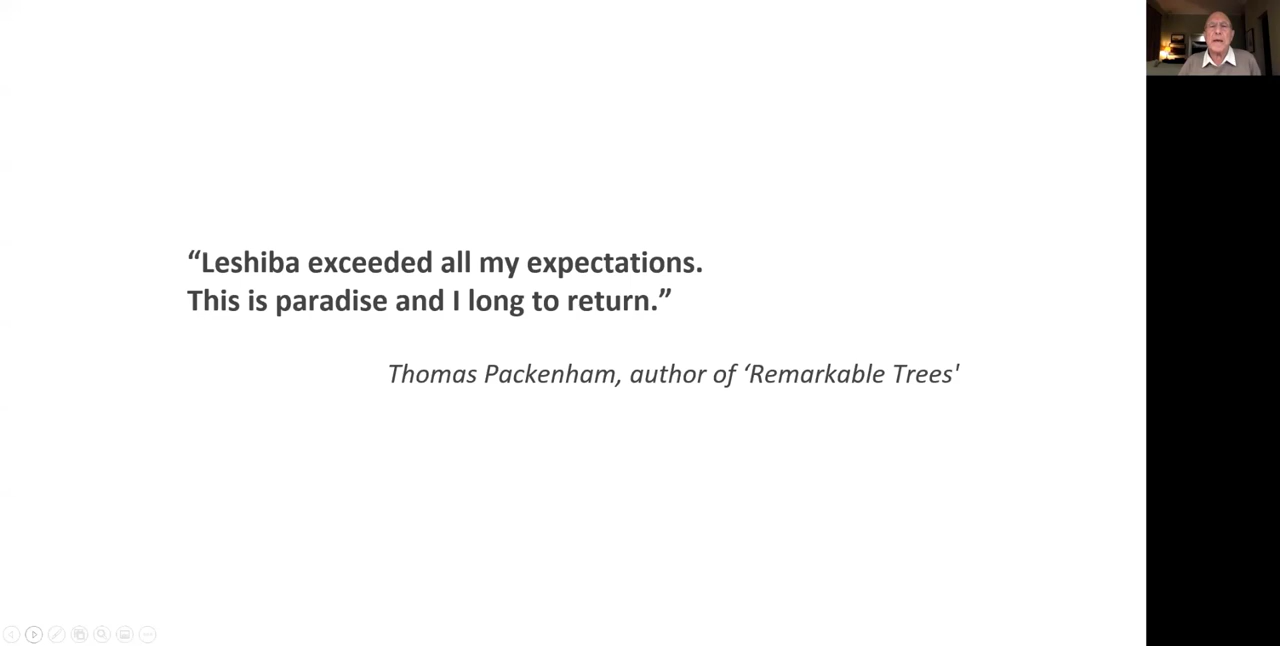 “Leshiba exceeded all my expectations.
This is paradise and I long to return.”
Thomas Packenham, author of ‘Remarkable Trees'